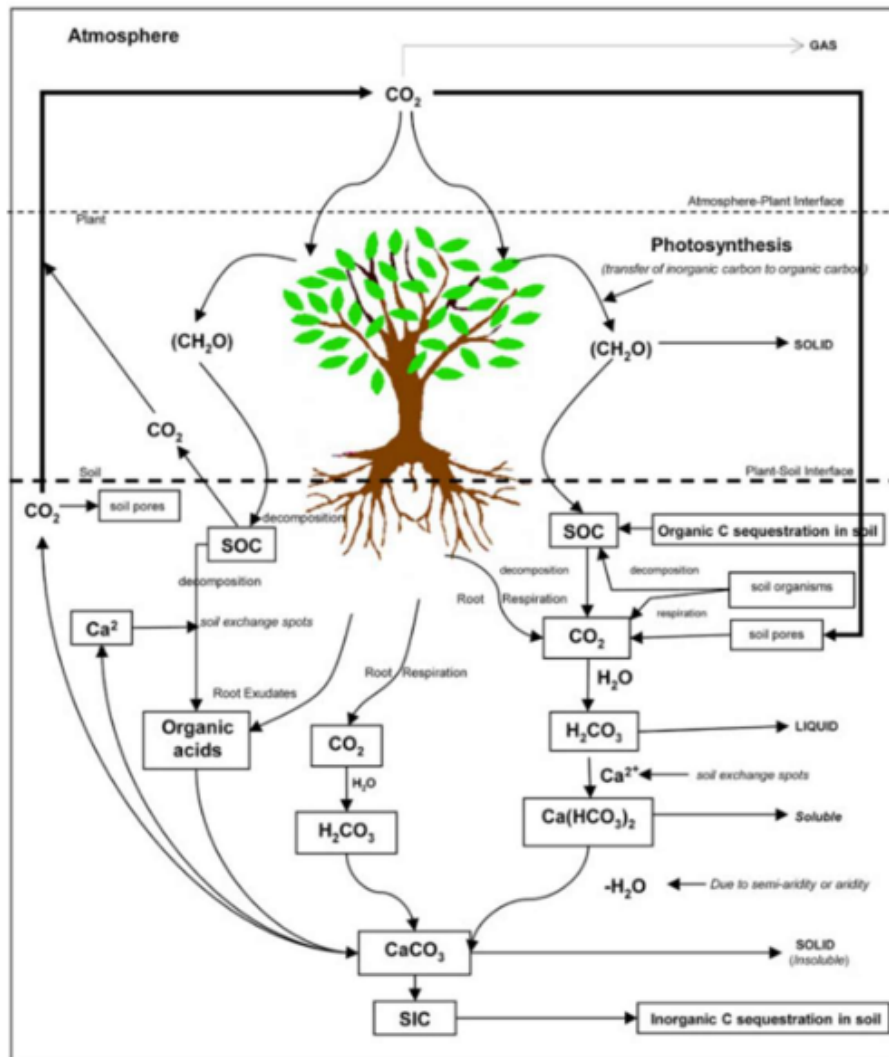 Atmosphere
GAS
CO₂
Atmosphere-Plant Interface
Plant
Photosynthesis
(transfer of inorganic carbon to organic carbon)
(CH₂O)
(CH₂O)
SOLID
CO₂
Soil
Plant-Soil Interface
CO₂
soil pores
decomposition
SOC
SOC
Organic C sequestration in soil
decomposition
decomposition
decomposition
soil organisms
Root Respiration
respiration
Ca²
soil exchange spots
CO₂
soil pores
H₂O
Root Respiration
Root Exudates
Organic
acids
CO₂
H₂CO₃
LIQUID
H₂O
Ca²⁺
soil exchange spots
H₂CO₃
Ca(HCO₃)₂
Soluble
-H₂O
Due to semi-aridity or aridity
CaCO₃
SOLID
(Insoluble)
SIC
Inorganic C sequestration in soil